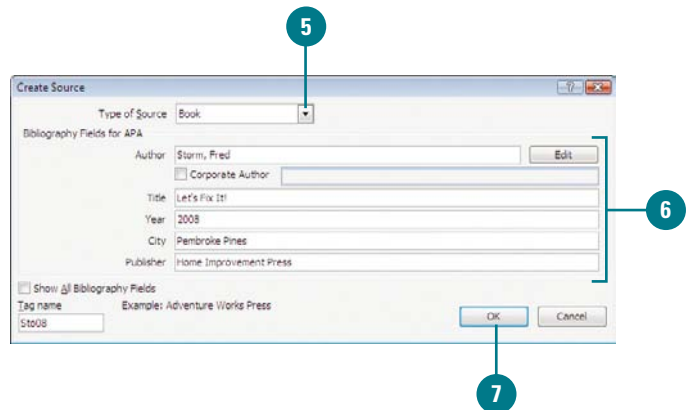 5
Create Source
Type of Source Book
Bibliography Fields for APA
Author Storm, Fred Edit
Corporate Author
6
Title Let's Fix It!
Year 2008
City Pembroke Pines
Publisher Home Improvement Press
Show All Bibliography Fields
Tag name Example: Adventure Works Press
Sto08 OK Cancel
7